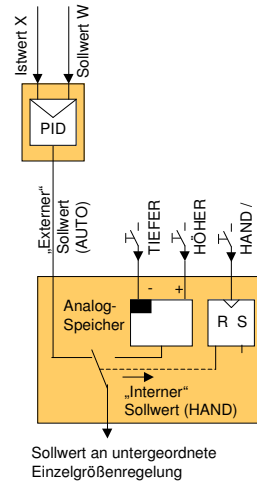 Istwert X
Sollwert W
PID
„Externer“
Sollwert
(AUTO)
TIEFER
HÖHER
HAND /
- +
Analog-
Speicher
R S
„Interner“
Sollwert (HAND)
Sollwert an untergeordnete
Einzelgrößenregelung